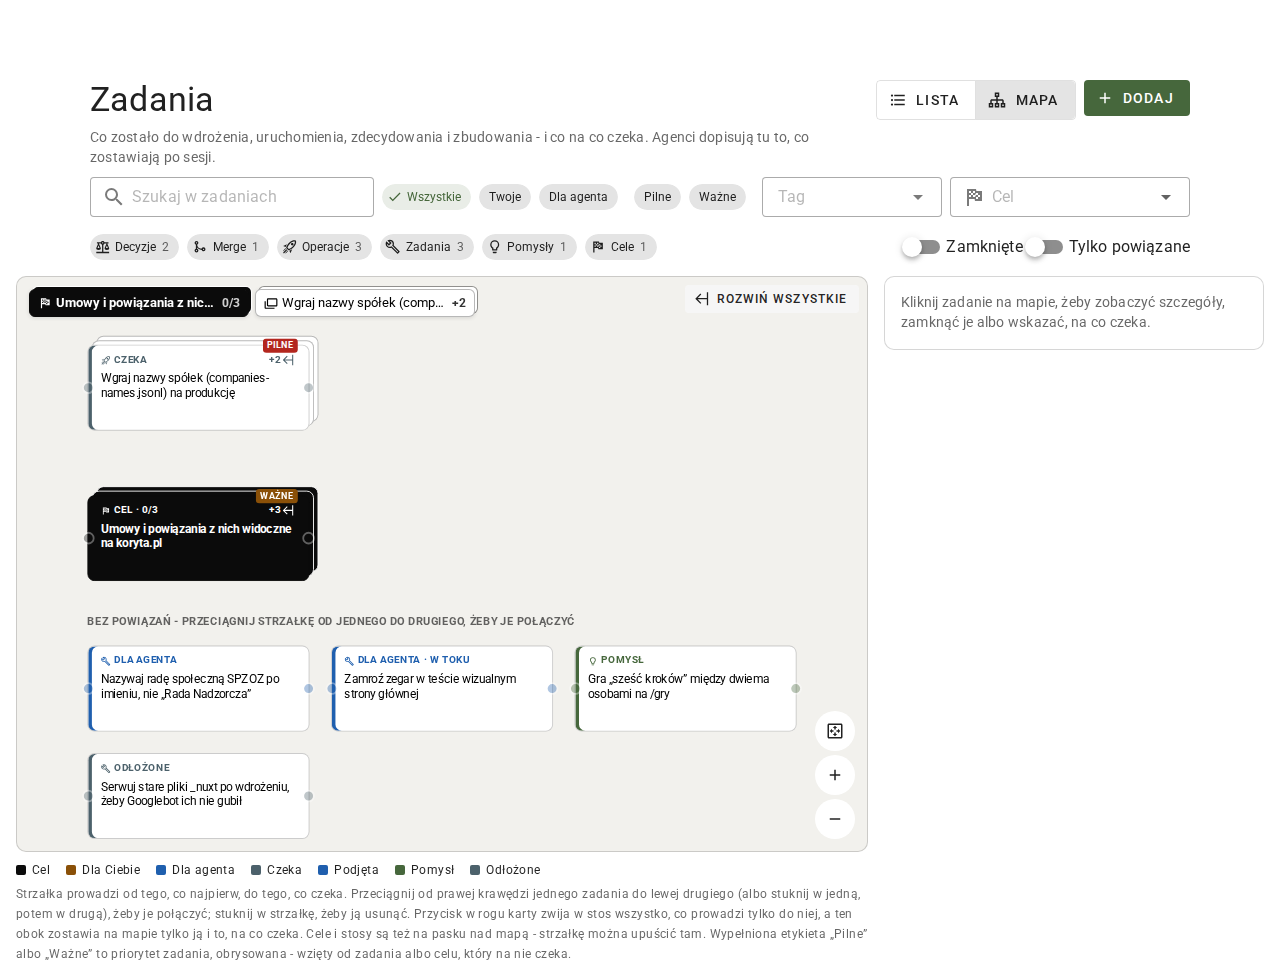 Zadania
LISTA
MAPA
DODAJ
Co zostało do wdrożenia, uruchomienia, zdecydowania i zbudowania - i co na co czeka. Agenci dopisują tu to, co
zostawiają po sesji.
Szukaj w zadaniach
Wszystkie
Twoje
Dla agenta
Pilne
Ważne
Tag
Cel
Decyzje 2
Merge 1
Operacje 3
Zadania 3
Pomysły 1
Cele 1
Zamknięte
Tylko powiązane
Umowy i powiązania z nic... 0/3
Wgraj nazwy spółek (comp... +2
ROZWIŃ WSZYSTKIE
Kliknij zadanie na mapie, żeby zobaczyć szczegóły,
zamknąć je albo wskazać, na co czeka.
PILNE
CZEKA
+2
Wgraj nazwy spółek (companies-
names.jsonl) na produkcję
WAŻNE
CEL · 0/3
+3
Umowy i powiązania z nich widoczne
na koryta.pl
BEZ POWIĄZAŃ - PRZECIĄGNIJ STRZAŁKĘ OD JEDNEGO DO DRUGIEGO, ŻEBY JE POŁĄCZYĆ
DLA AGENTA
Nazywaj radę społeczną SPZOZ po
imieniu, nie „Rada Nadzorcza”
DLA AGENTA · W TOKU
Zamroź zegar w teście wizualnym
strony głównej
POMYSŁ
Gra „sześć kroków” między dwiema
osobami na /gry
ODŁOŻONE
Serwuj stare pliki _nuxt po wdrożeniu,
żeby Googlebot ich nie gubił
Cel
Dla Ciebie
Dla agenta
Czeka
Podjęta
Pomysł
Odłożone
Strzałka prowadzi od tego, co najpierw, do tego, co czeka. Przeciągnij od prawej krawędzi jednego zadania do lewej drugiego (albo stuknij w jedną,
potem w drugą), żeby je połączyć; stuknij w strzałkę, żeby ją usunąć. Przycisk w rogu karty zwija w stos wszystko, co prowadzi tylko do niej, a ten
obok zostawia na mapie tylko ją i to, na co czeka. Cele i stosy są też na pasku nad mapą - strzałkę można upuścić tam. Wypełniona etykieta „Pilne”
albo „Ważne” to priorytet zadania, obrysowana - wzięty od zadania albo celu, który na nie czeka.